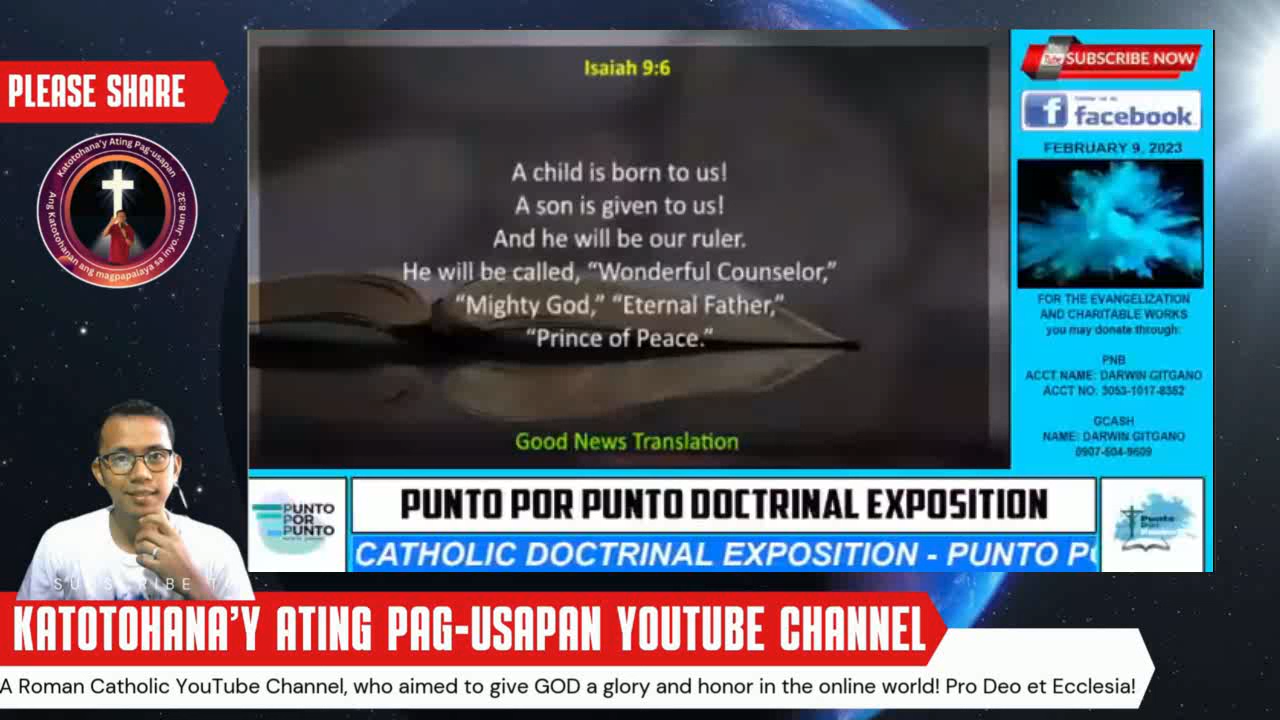 PLEASE SHARE
Katotohana'y Ating Pag-usapan
Ang Katotohanan ang magpapalaya sa inyo. Juan 8:32
Isaiah 9:6
A child is born to us!
A son is given to us!
And he will be our ruler.
He will be called, “Wonderful Counselor,”
“Mighty God,” “Eternal Father,”
“Prince of Peace.”
Good News Translation
SUBSCRIBE NOW
facebook
FEBRUARY 9, 2023
FOR THE EVANGELIZATION
AND CHARITABLE WORKS
you may donate through:
PNB
ACCT NAME: DARWIN GITGANO
ACCT NO: 3053-1017-8352
GCASH
NAME: DARWIN GITGANO
0907-604-9609
PUNTO
POR
PUNTO
PUNTO POR PUNTO DOCTRINAL EXPOSITION
CATHOLIC DOCTRINAL EXPOSITION - PUNTO P
Punto
Por
SUBSCRIBE T
KATOTOHANA'Y ATING PAG-USAPAN YOUTUBE CHANNEL
A Roman Catholic YouTube Channel, who aimed to give GOD a glory and honor in the online world! Pro Deo et Ecclesia!